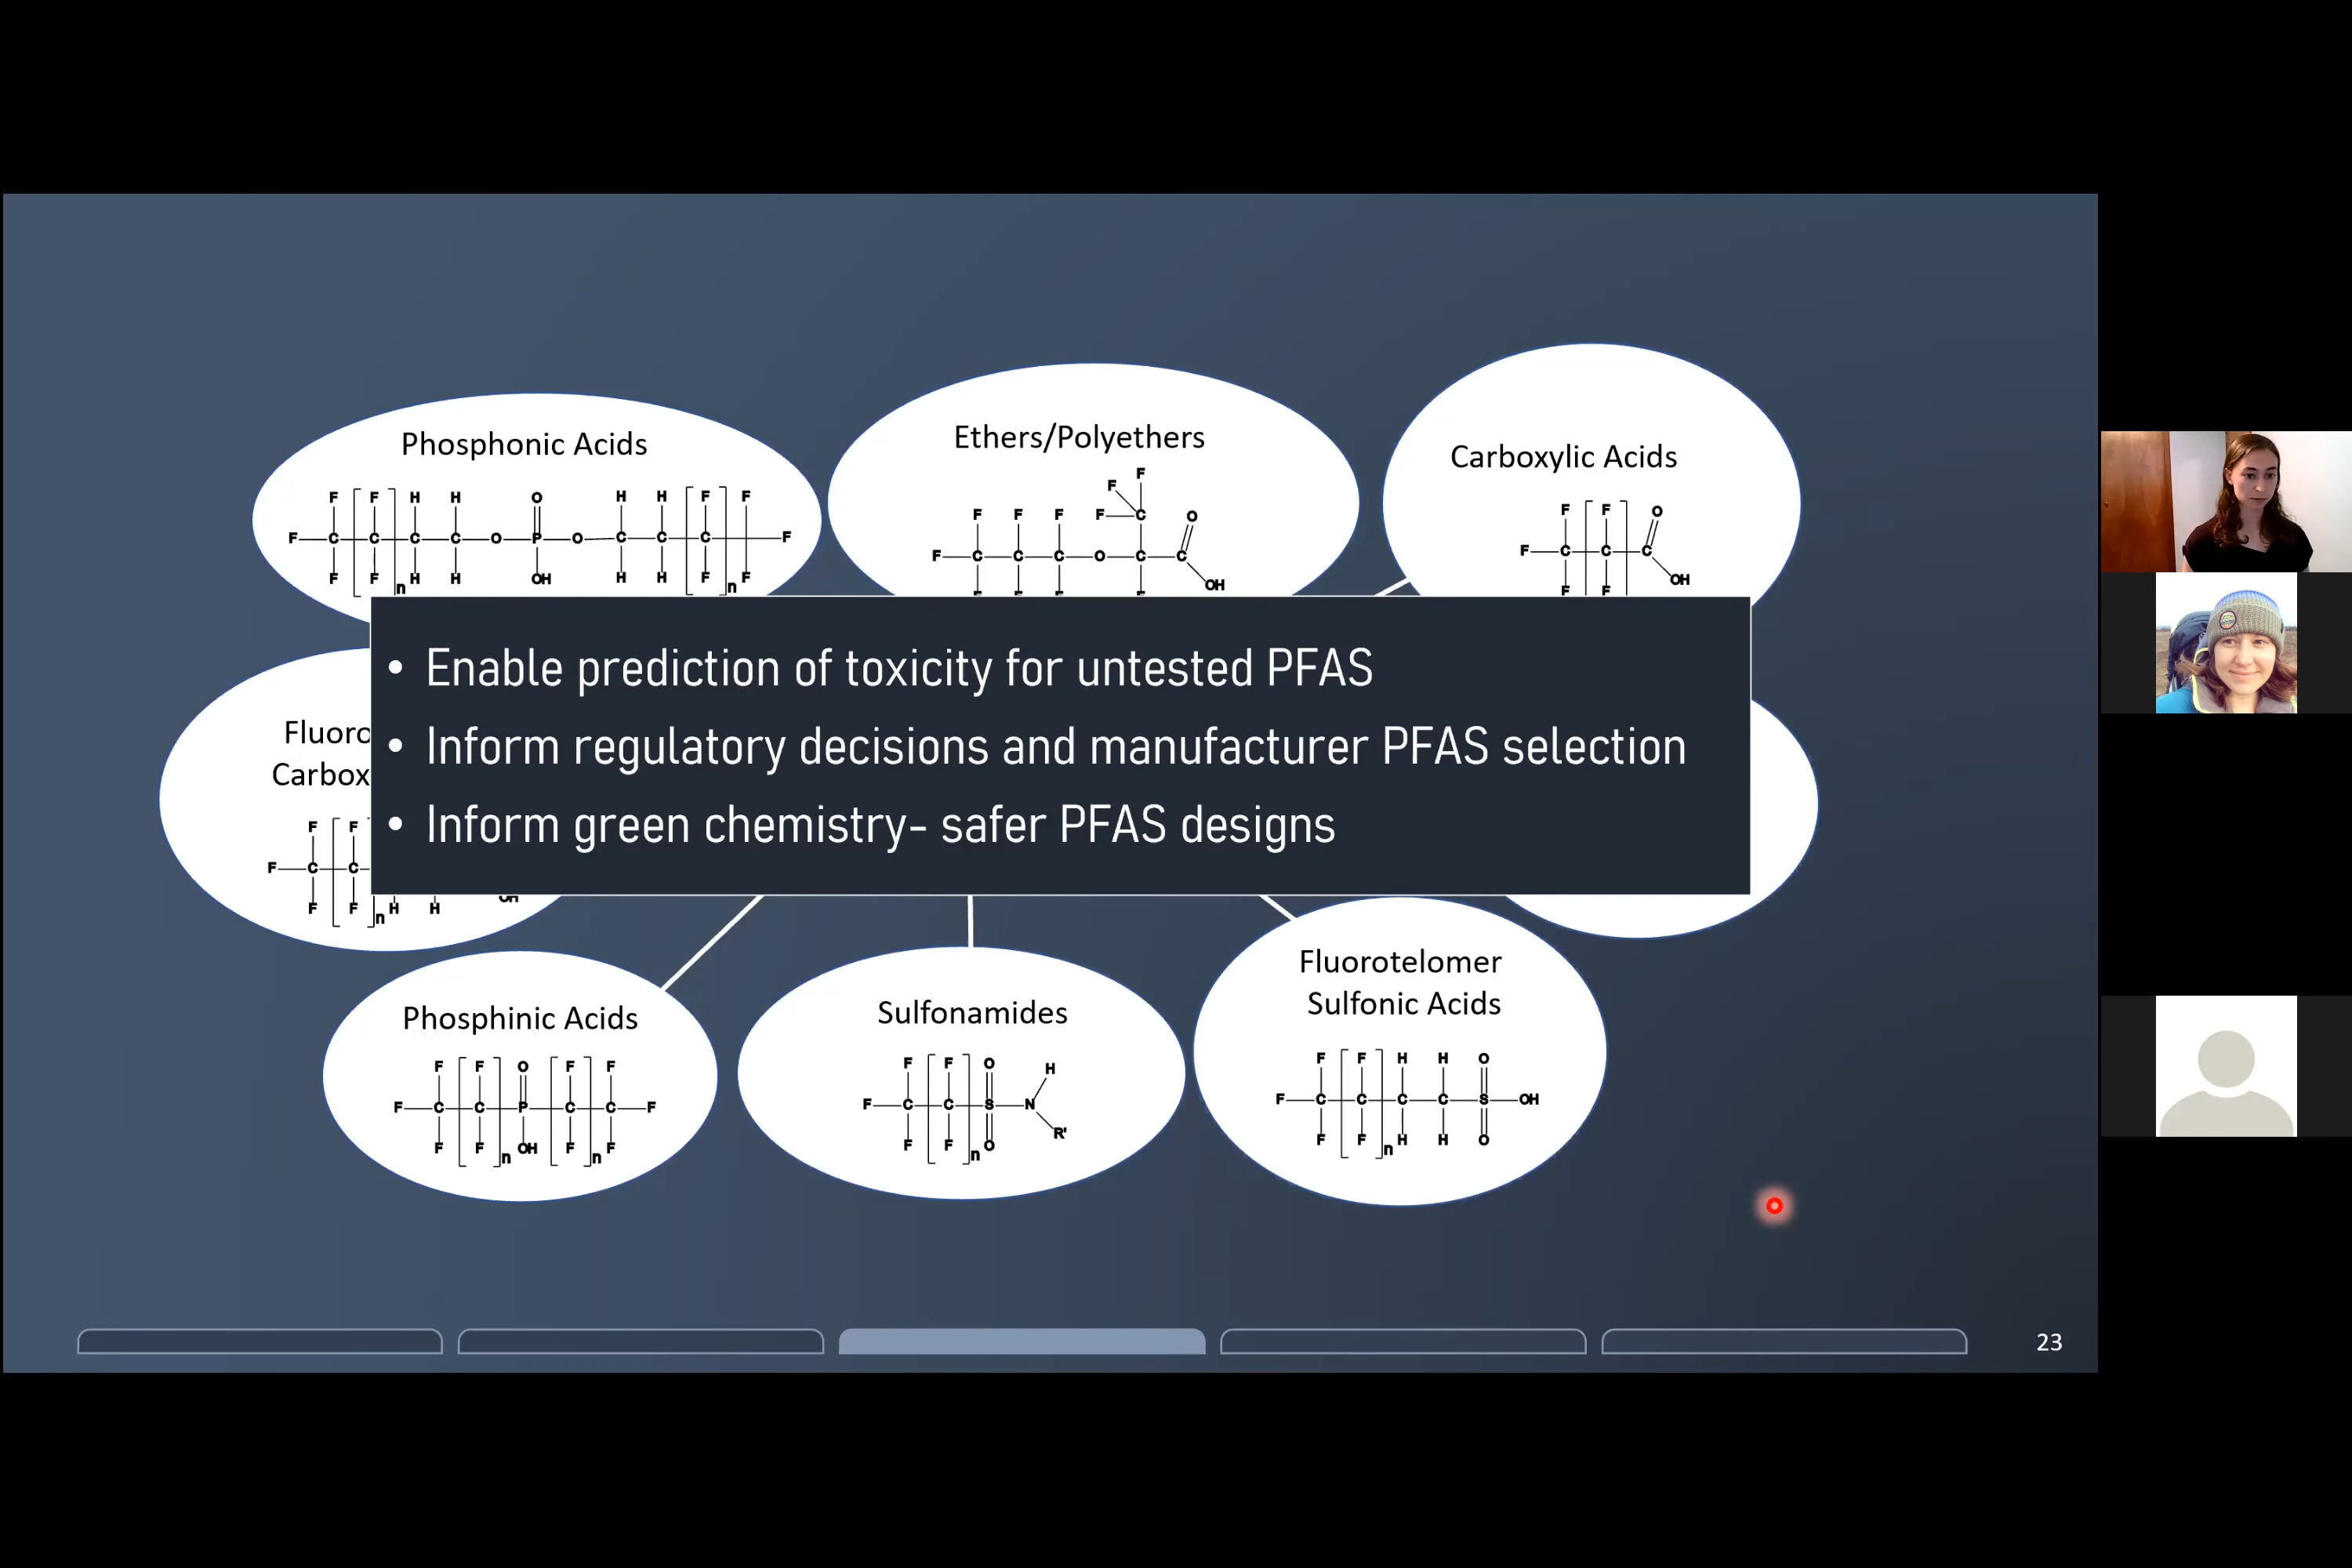 Phosphonic Acids
Ethers/Polyethers
Carboxylic Acids
F F H H O H H F F
F C C C C O P O C C C F
F F n H H OH H H F n F
F
F
F F F F C O
F C C C O C C
OH
F F O
F C C C
OH
F F
• Enable prediction of toxicity for untested PFAS
• Inform regulatory decisions and manufacturer PFAS selection
• Inform green chemistry- safer PFAS designs
F F
F C C
F F n H H OH
Phosphinic Acids
F F O F F
F C C P C C F
F F n OH F n F
Sulfonamides
F F O H
F C C S N
F F n O R'
Fluorotelomer
Sulfonic Acids
F F H H O
F C C C C S OH
F F n H H O
23